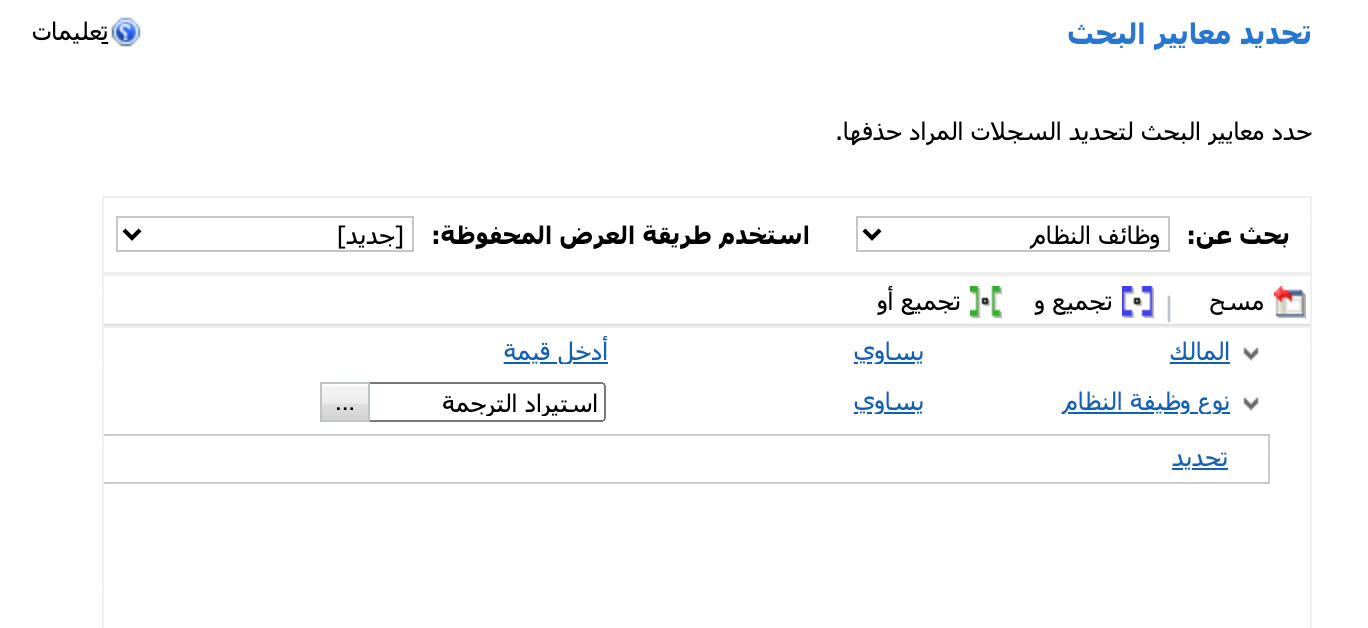 تحديد معايير البحث
تعليمات
حدد معايير البحث لتحديد السجلات المراد حذفها.
بحث عن: وظائف النظام استخدم طريقة العرض المحفوظة: [جديد]
مسح | تجميع و تجميع أو
المالك يساوي أدخل قيمة
نوع وظيفة النظام يساوي استيراد الترجمة ...
تحديد